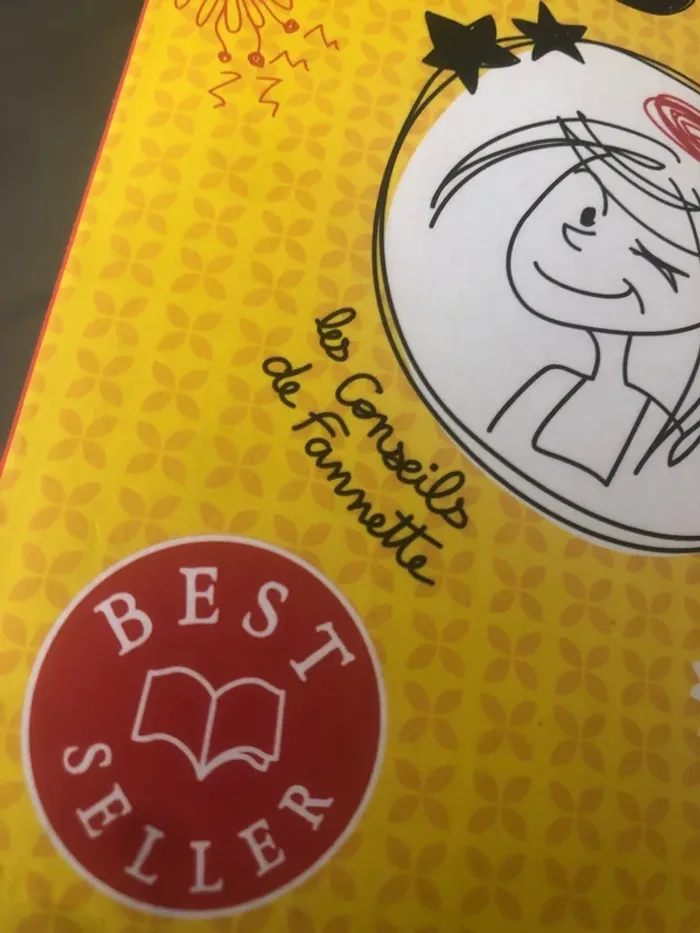 les Conseils
de Fannette
BEST
SELLER